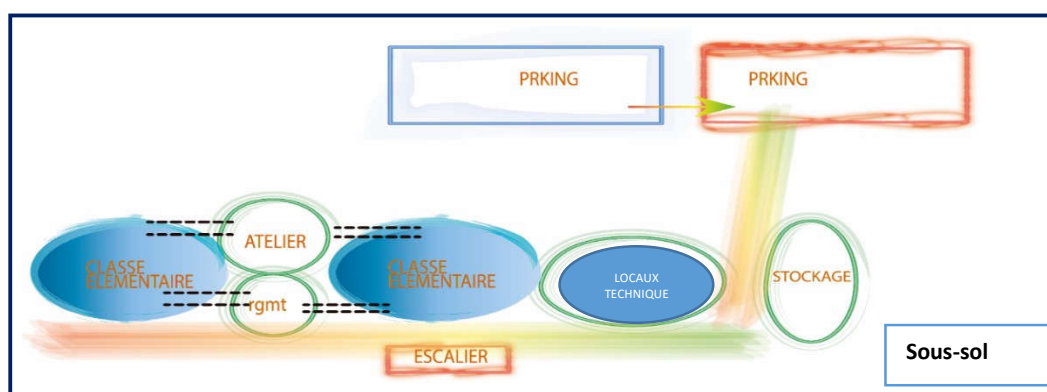 PRKING
PRKING
ATELIER
CLASSE
ELEMENTAIRE
CLASSE
ELEMENTAIRE
LOCAUX
TECHNIQUE
STOCKAGE
rgmt
ESCALIER
Sous-sol